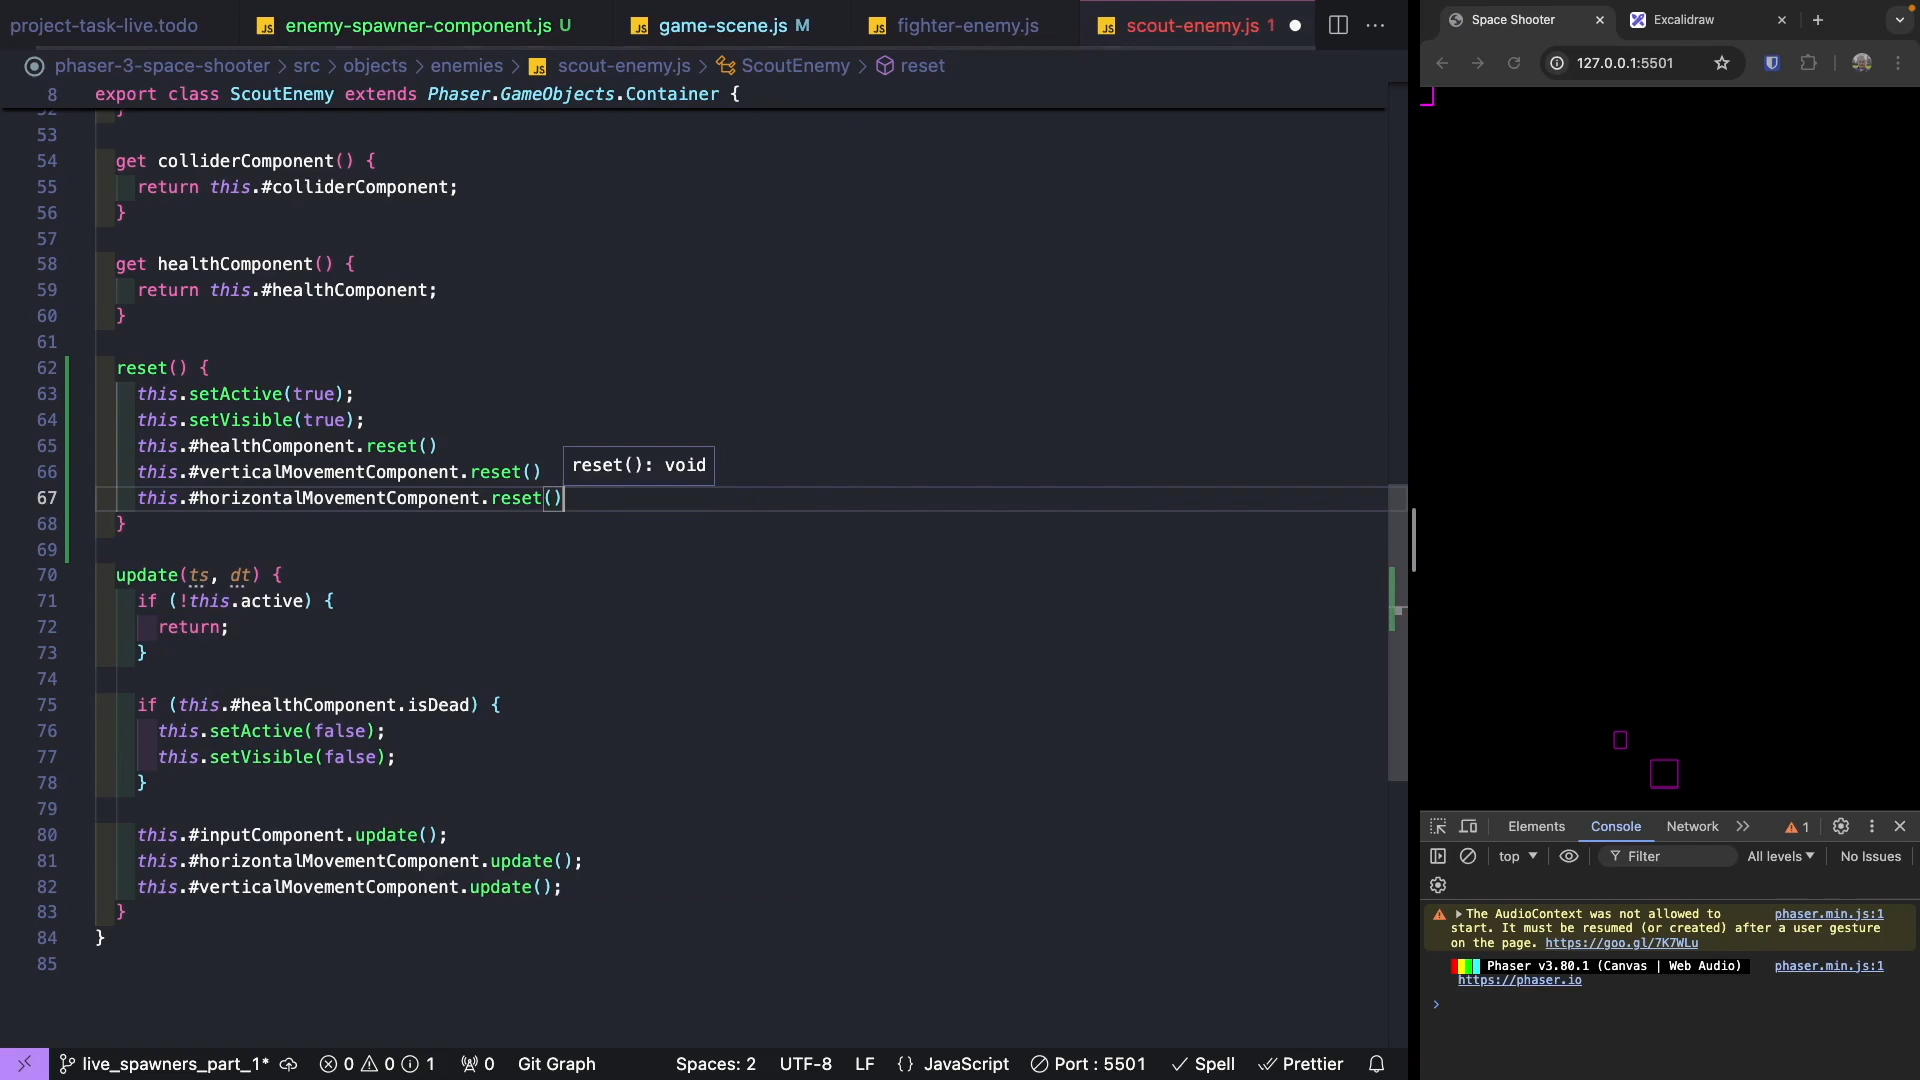 project-task-live.todo
enemy-spawner-component.js U
game-scene.js M
fighter-enemy.js
scout-enemy.js 1
phaser-3-space-shooter > src > objects > enemies > scout-enemy.js > ScoutEnemy > reset
8 export class ScoutEnemy extends Phaser.GameObjects.Container {
53
54 get colliderComponent() {
55 return this.#colliderComponent;
56 }
57
58 get healthComponent() {
59 return this.#healthComponent;
60 }
61
62 reset() {
63 this.setActive(true);
64 this.setVisible(true);
65 this.#healthComponent.reset()
66 this.#verticalMovementComponent.reset()
reset(): void
67 this.#horizontalMovementComponent.reset()
68 }
69
70 update(ts, dt) {
71 if (!this.active) {
72 return;
73 }
74
75 if (this.#healthComponent.isDead) {
76 this.setActive(false);
77 this.setVisible(false);
78 }
79
80 this.#inputComponent.update();
81 this.#horizontalMovementComponent.update();
82 this.#verticalMovementComponent.update();
83 }
84 }
85
live_spawners_part_1* 0 0 1 0 Git Graph Spaces: 2 UTF-8 LF {} JavaScript Port : 5501 Spell Prettier
Space Shooter
Excalidraw
127.0.0.1:5501
Elements Console Network 1
top Filter All levels No Issues
The AudioContext was not allowed to phaser.min.js:1
start. It must be resumed (or created) after a user gesture
on the page. https://goo.gl/7K7WLu
Phaser v3.80.1 (Canvas | Web Audio) phaser.min.js:1
https://phaser.io